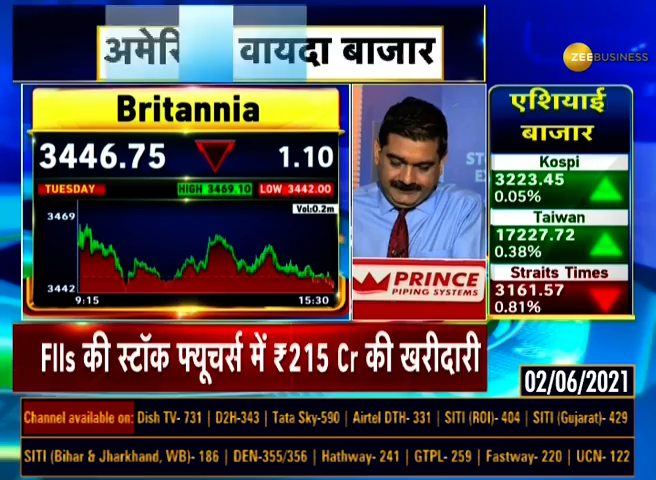 अमेरि वायदा बाजार
ZEEBUSINESS
Britannia
3446.75 1.10
TUESDAY HIGH 3469.10 LOW 3442.00
Vol:0.2m
3469
3442
9:15 15:30
PRINCE
PIPING SYSTEMS
एशियाई
बाजार
Kospi
3223.45
0.05%
Taiwan
17227.72
0.38%
Straits Times
3161.57
0.81%
FIIs की स्टॉक फ्यूचर्स में ₹215 Cr की खरीदारी
02/06/2021
Channel available on: Dish TV- 731 | D2H-343 | Tata Sky-590 | Airtel DTH- 331 | SITI (ROI)- 404 | SITI (Gujarat)- 429
SITI (Bihar & Jharkhand, WB)- 186 | DEN-355/356 | Hathway- 241 | GTPL- 259 | Fastway- 220 | UCN- 122